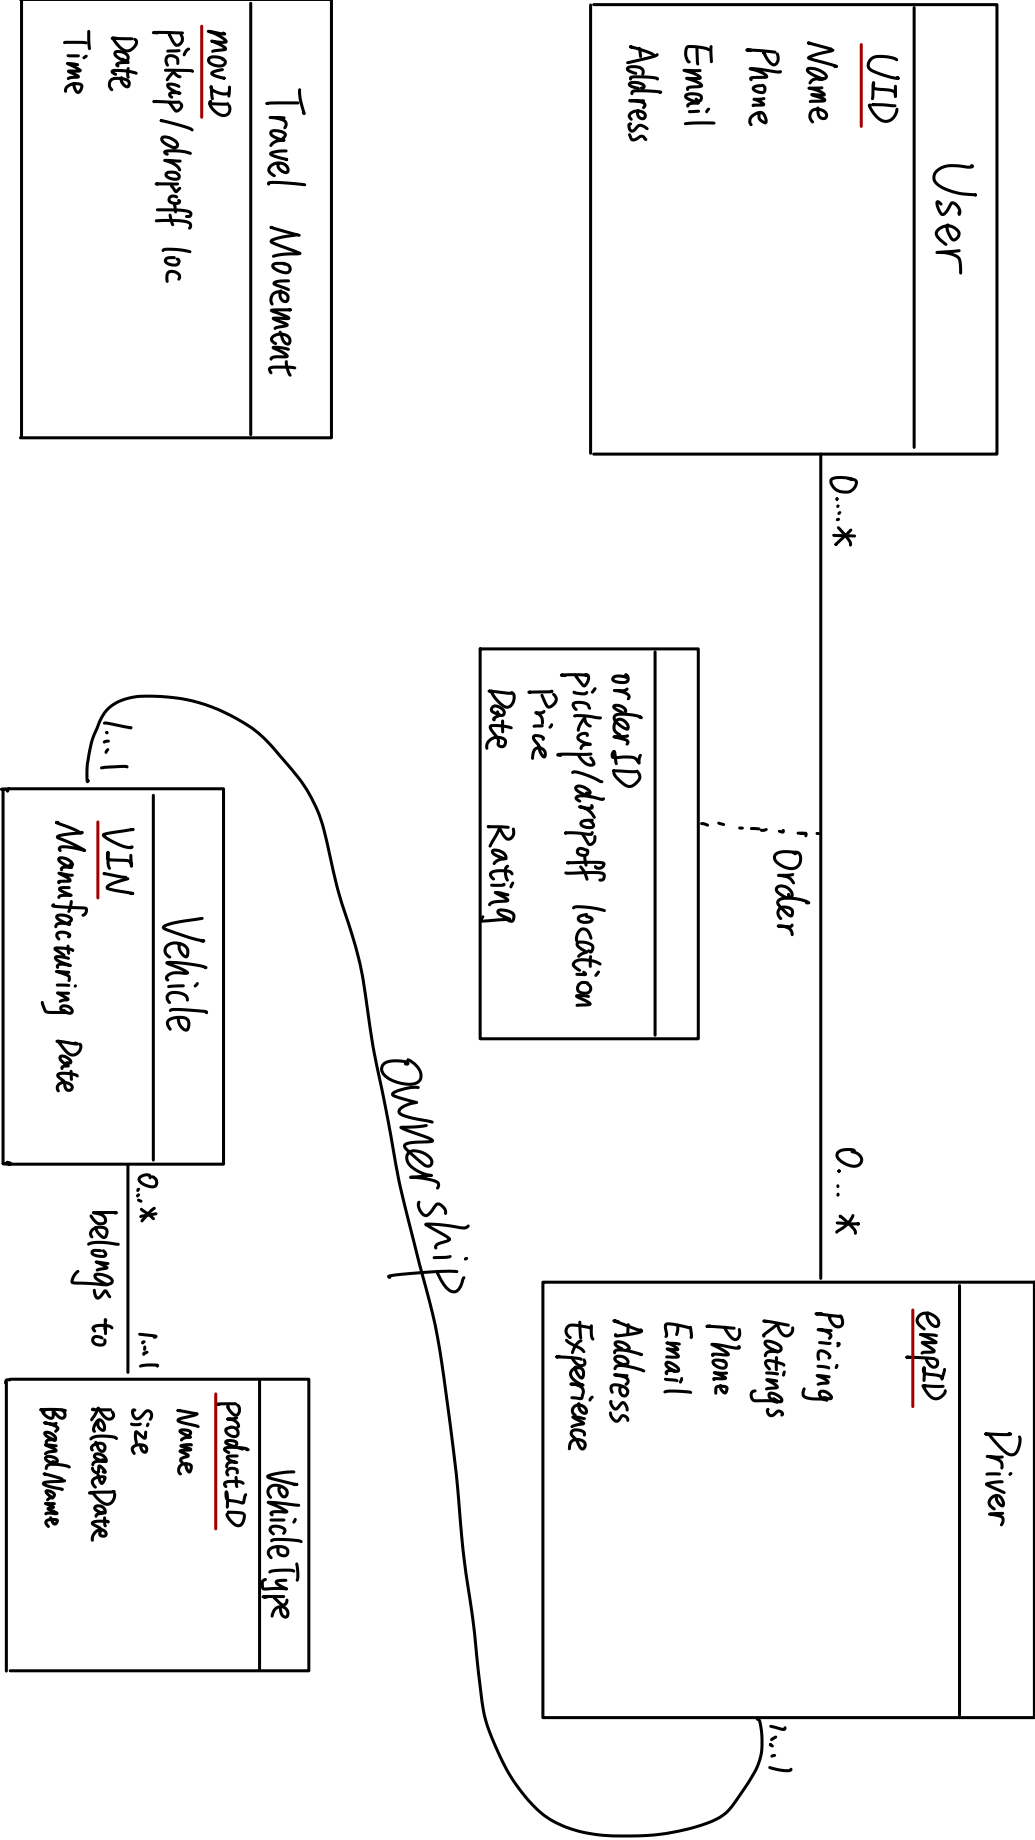 User
UID
Name
Phone
Email
Address
0....*
Order
orderID
pickup/dropoff location
Price
Date Rating
0... *
Driver
empID
Pricing
Ratings
Phone
Email
Address
Experience
1...1
ownership
Travel Movement
movID
pickup/dropoff loc
Date
Time
1...1
Vehicle
VIN
Manufacturing Date
0...*
belongs to
1...1
VehicleType
productID
Name
Size
ReleaseDate
BrandName